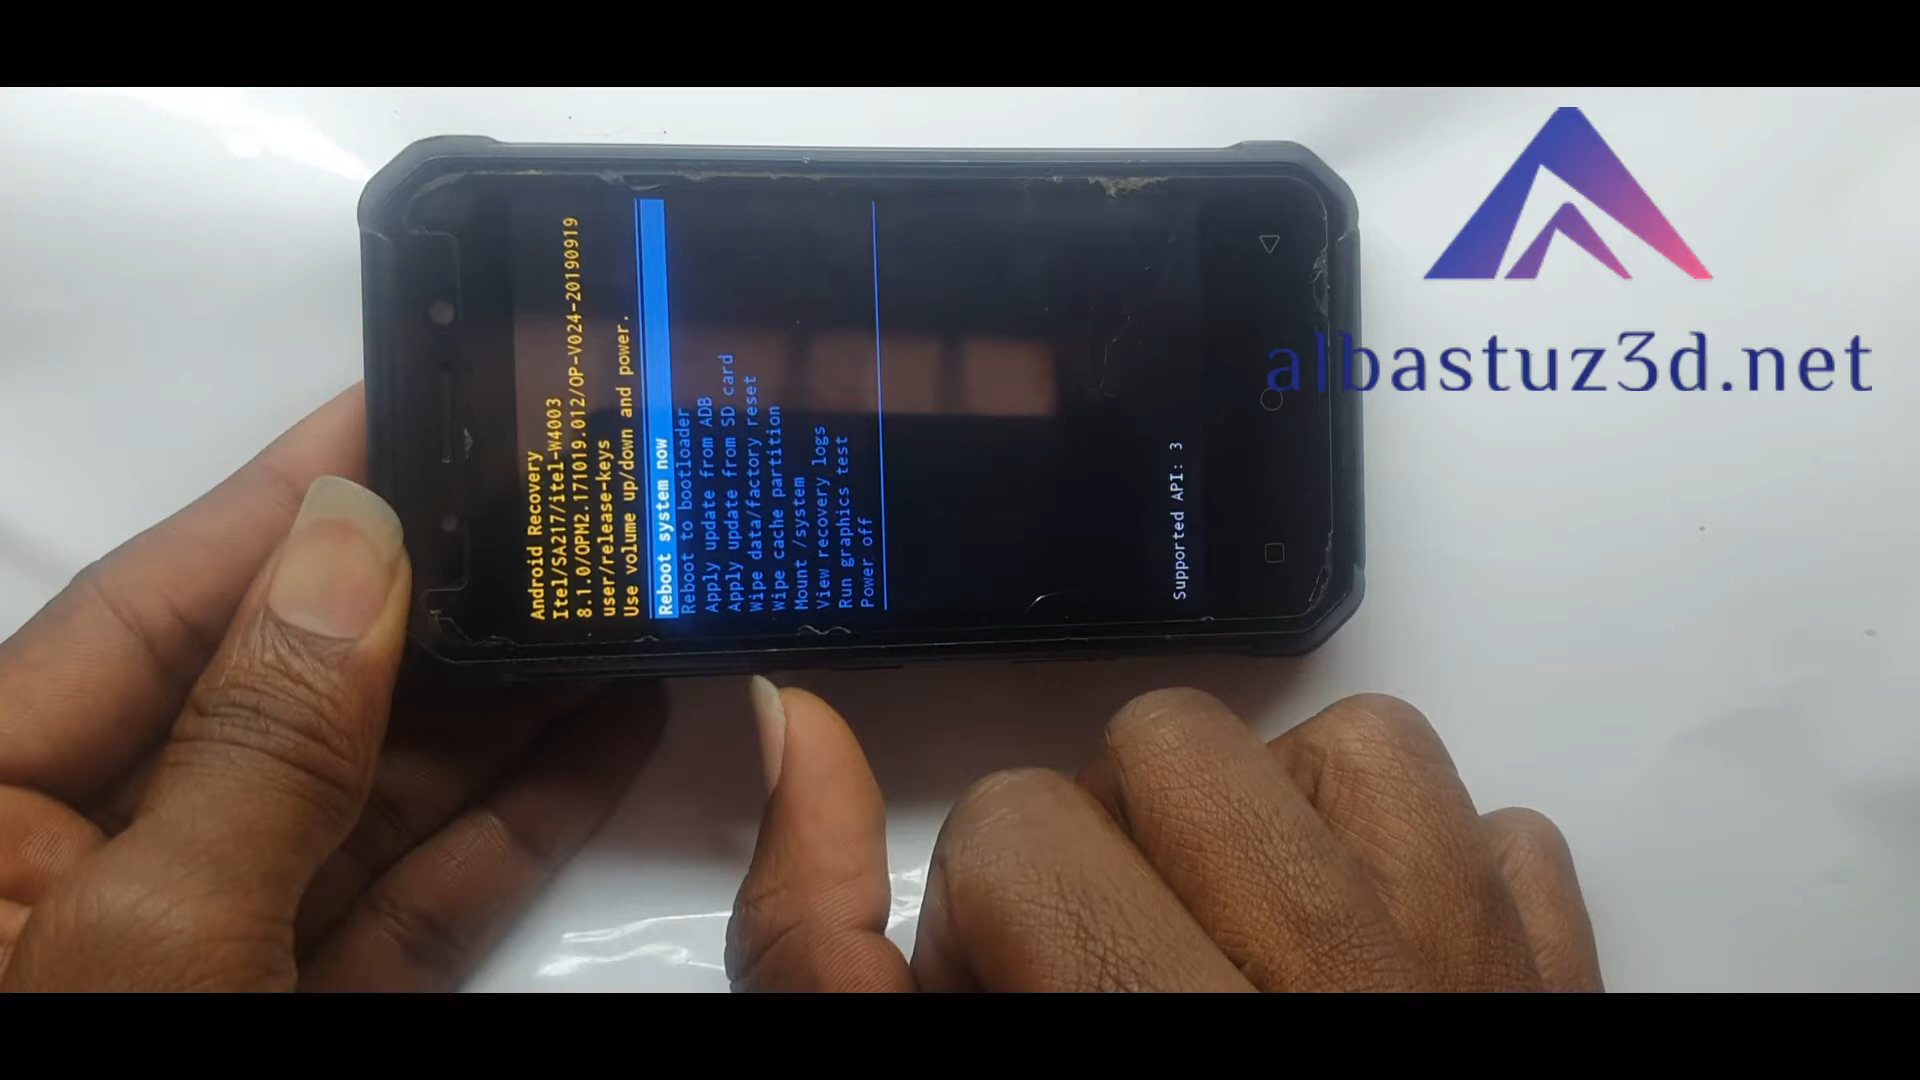 Android Recovery
Itel/SA217/itel-W4003
8.1.0/OPM2.171019.012/OP-V024-20190919
user/release-keys
Use volume up/down and power.
Reboot system now
Reboot to bootloader
Apply update from ADB
Apply update from SD card
Wipe data/factory reset
Wipe cache partition
Mount /system
View recovery logs
Run graphics test
Power off
Supported API: 3
albastuz3d.net